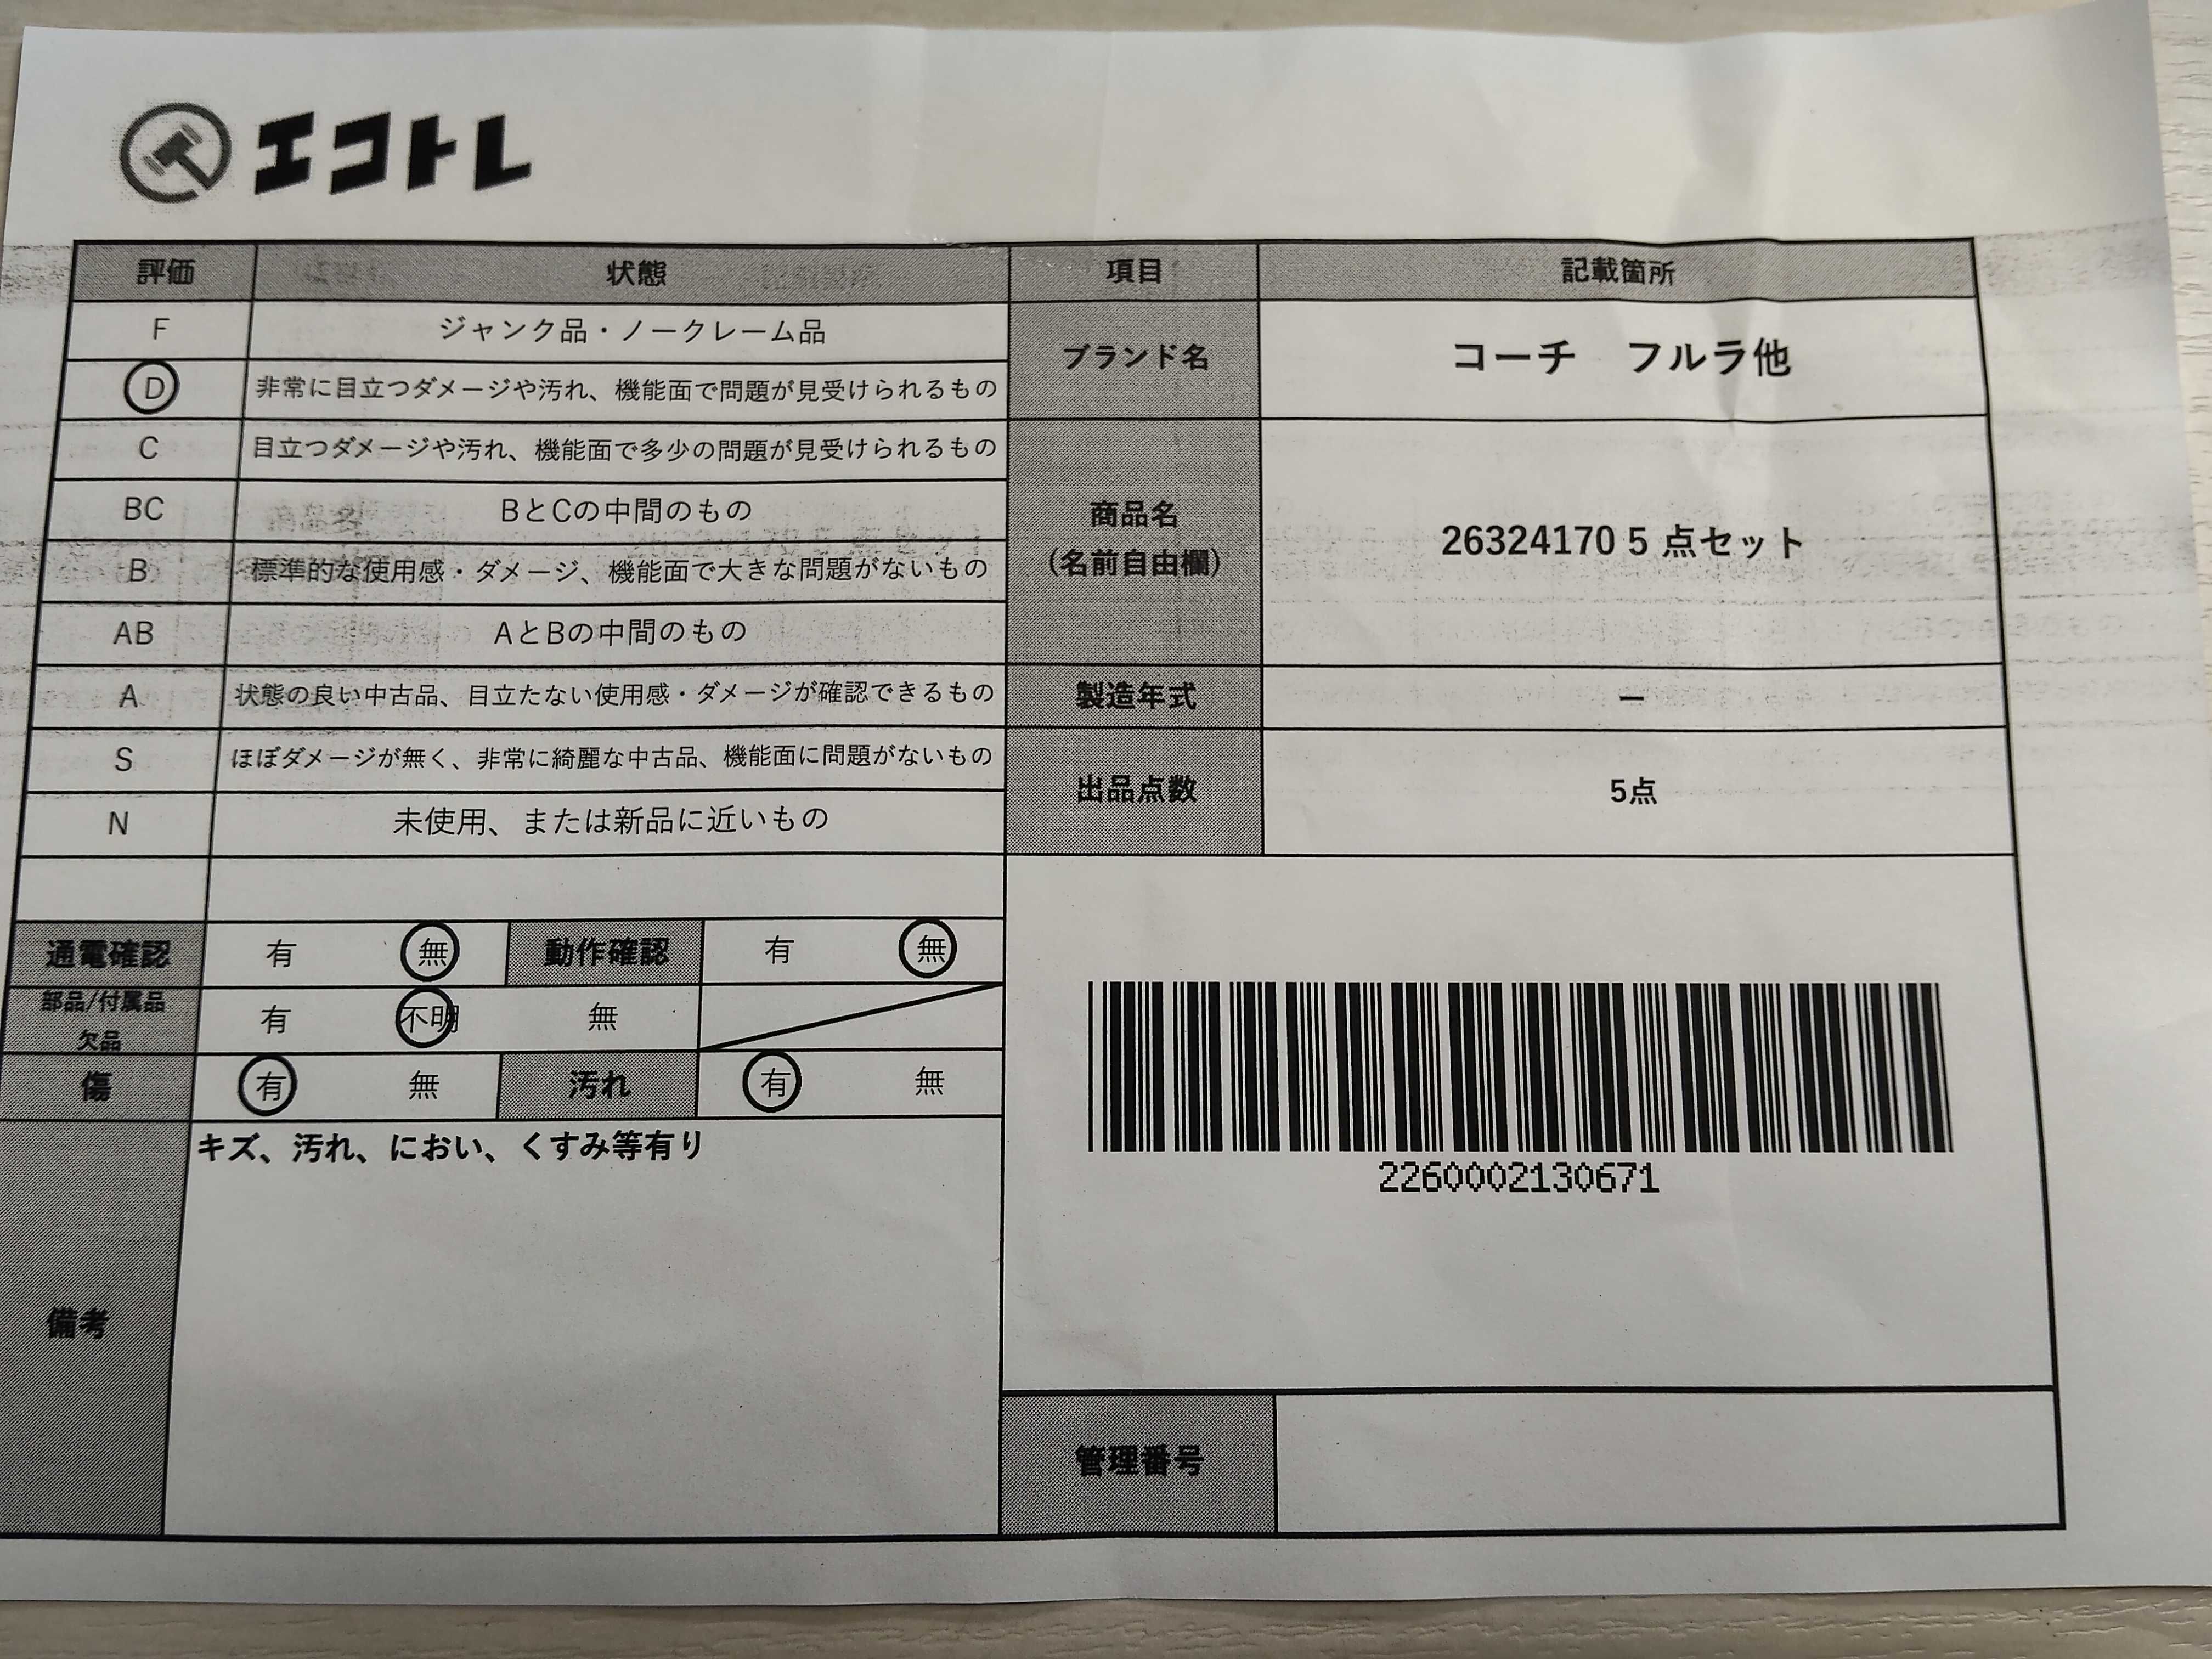 エコトレ
評価 状態 項目 記載箇所
F ジャンク品・ノークレーム品
D 非常に目立つダメージや汚れ、機能面で問題が見受けられるもの
ブランド名 コーチ　フルラ他
C 目立つダメージや汚れ、機能面で多少の問題が見受けられるもの
BC BとCの中間のもの
B 標準的な使用感・ダメージ、機能面で大きな問題がないもの
AB AとBの中間のもの
商品名
（名前自由欄）
26324170 5 点セット
A 状態の良い中古品、目立たない使用感・ダメージが確認できるもの
製造年式 ー
S ほぼダメージが無く、非常に綺麗な中古品、機能面に問題がないもの
N 未使用、または新品に近いもの
出品点数 5点
通電確認 有 無 動作確認 有 無
部品/付属品
欠品
有 不明 無
傷 有 無 汚れ 有 無
備考
キズ、汚れ、におい、くすみ等有り
2260002130671
管理番号